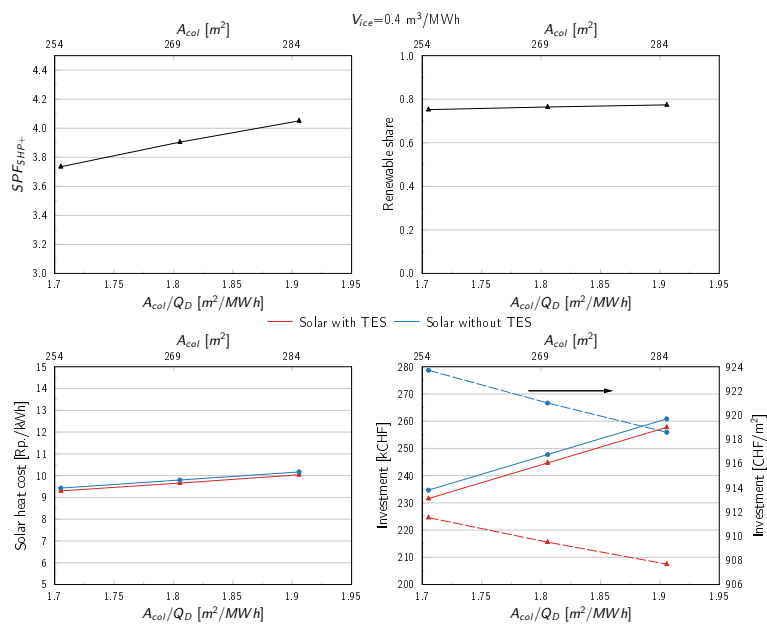 V_ice=0.4 m³/MWh
A_col [m²]
254 269 284
4.4
4.2
4.0
3.8
3.6
3.4
3.2
3.0
SPF_SHP+
1.7 1.75 1.8 1.85 1.9 1.95
A_col/Q_D [m²/MWh]
A_col [m²]
254 269 284
1.0
0.8
0.6
0.4
0.2
0.0
Renewable share
1.7 1.75 1.8 1.85 1.9 1.95
A_col/Q_D [m²/MWh]
Solar with TES Solar without TES
A_col [m²]
254 269 284
15
14
13
12
11
10
9
8
7
6
5
Solar heat cost [Rp./kWh]
1.7 1.75 1.8 1.85 1.9 1.95
A_col/Q_D [m²/MWh]
A_col [m²]
254 269 284
280
270
260
250
240
230
220
210
200
Investment [kCHF]
924
922
920
918
916
914
912
910
908
906
Investment [CHF/m²]
1.7 1.75 1.8 1.85 1.9 1.95
A_col/Q_D [m²/MWh]